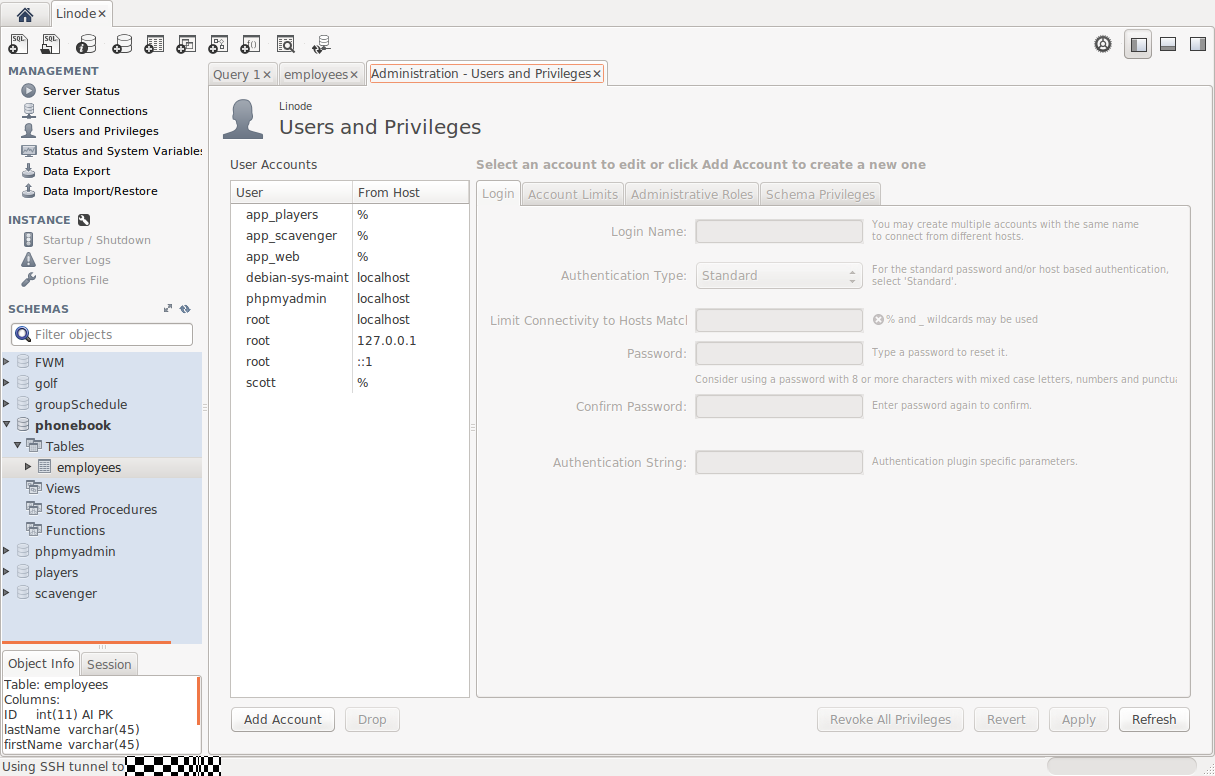 Linode
MANAGEMENT
Server Status
Client Connections
Users and Privileges
Status and System Variables
Data Export
Data Import/Restore
INSTANCE
Startup / Shutdown
Server Logs
Options File
SCHEMAS
Filter objects
FWM
golf
groupSchedule
phonebook
Tables
employees
Views
Stored Procedures
Functions
phpmyadmin
players
scavenger
Object Info Session
Table: employees
Columns:
ID int(11) AI PK
lastName varchar(45)
firstName varchar(45)
Using SSH tunnel to
Query 1 employees Administration - Users and Privileges
Linode
Users and Privileges
User Accounts
User From Host
app_players %
app_scavenger %
app_web %
debian-sys-maint localhost
phpmyadmin localhost
root localhost
root 127.0.0.1
root ::1
scott %
Add Account Drop
Select an account to edit or click Add Account to create a new one
Login Account Limits Administrative Roles Schema Privileges
Login Name: You may create multiple accounts with the same name
to connect from different hosts.
Authentication Type: Standard For the standard password and/or host based authentication,
select 'Standard'.
Limit Connectivity to Hosts Matcl % and _ wildcards may be used
Password: Type a password to reset it.
Consider using a password with 8 or more characters with mixed case letters, numbers and punctua
Confirm Password: Enter password again to confirm.
Authentication String: Authentication plugin specific parameters.
Revoke All Privileges Revert Apply Refresh